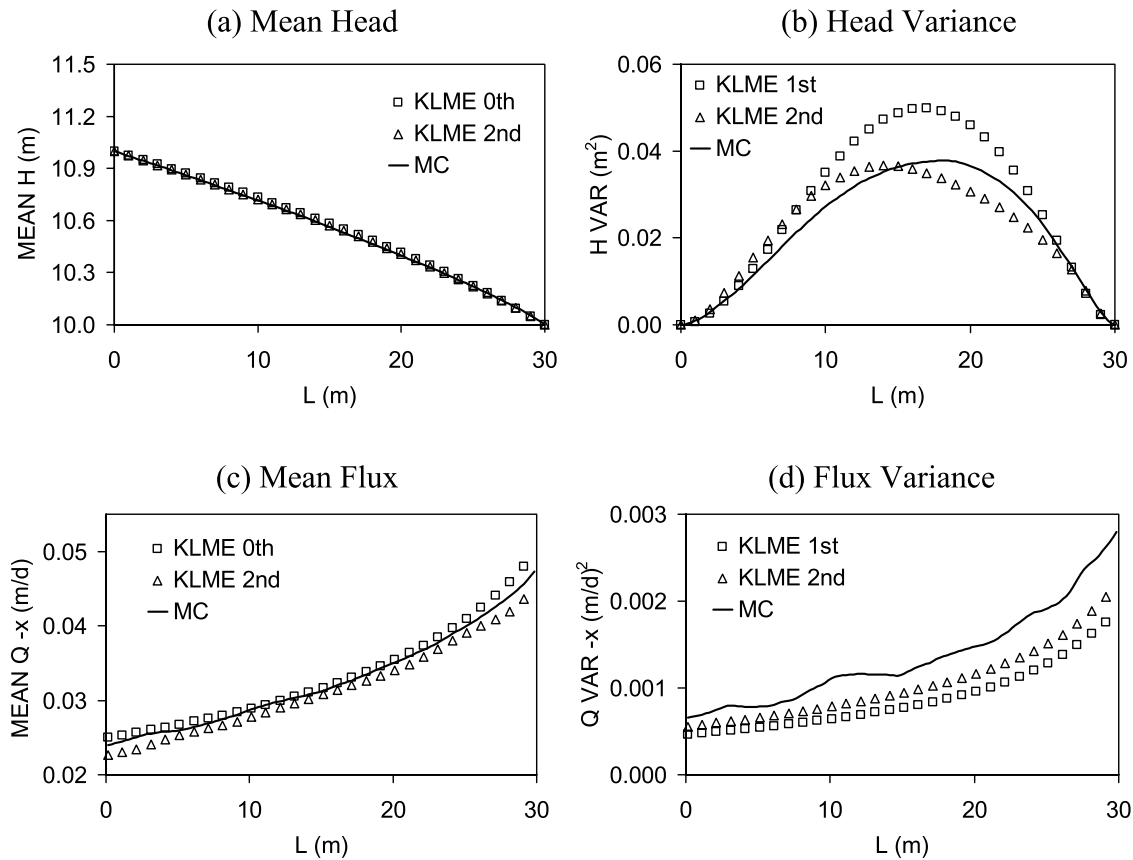 (a) Mean Head
MEAN H (m)
11.5
11.2
10.9
10.6
10.3
10.0
KLME 0th
KLME 2nd
MC
0 10 20 30
L (m)
(b) Head Variance
H VAR (m²)
0.06
0.04
0.02
0.00
KLME 1st
KLME 2nd
MC
0 10 20 30
L (m)
(c) Mean Flux
MEAN Q -x (m/d)
0.05
0.04
0.03
0.02
KLME 0th
KLME 2nd
MC
0 10 20 30
L (m)
(d) Flux Variance
Q VAR -x (m/d)²
0.003
0.002
0.001
0.000
KLME 1st
KLME 2nd
MC
0 10 20 30
L (m)